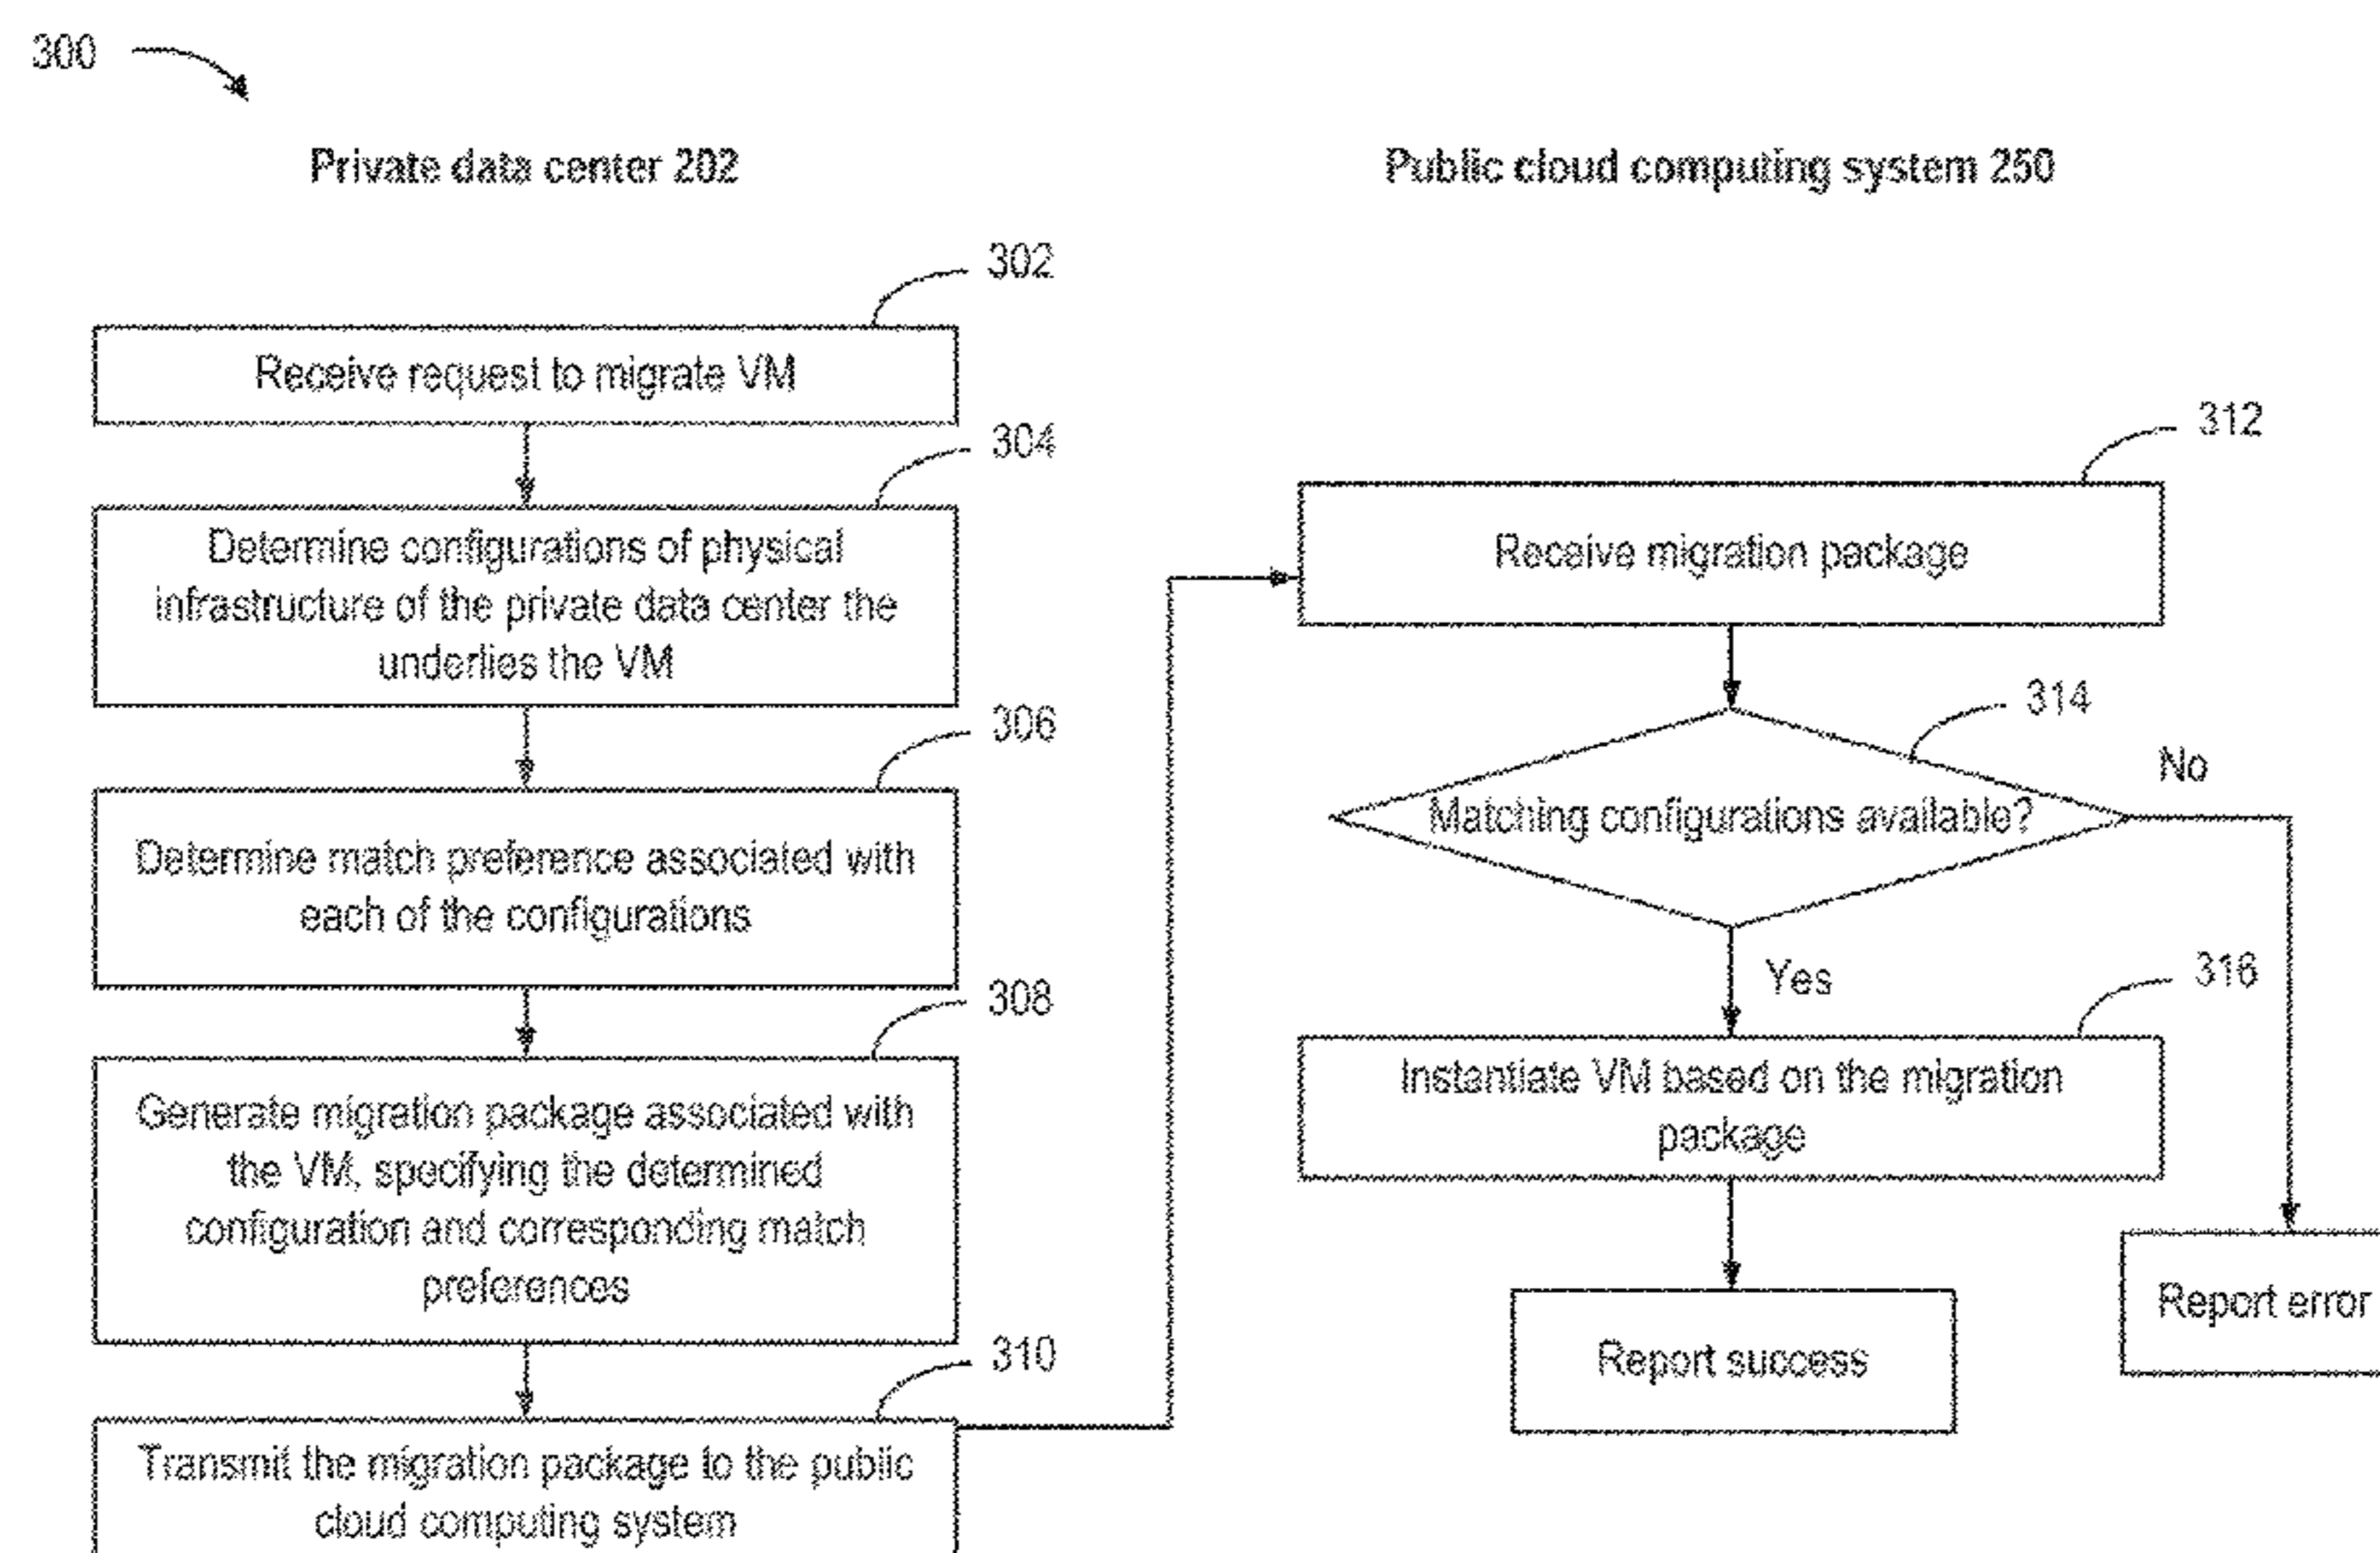 300
Private data center 202
Public cloud computing system 250
302
Receive request to migrate VM
304
Determine configurations of physical
infrastructure of the private data center the
underlies the VM
306
Determine match preference associated with
each of the configurations
308
Generate migration package associated with
the VM, specifying the determined
configuration and corresponding match
preferences
310
Transmit the migration package to the public
cloud computing system
312
Receive migration package
314
No
Matching configurations available?
Yes
316
Instantiate VM based on the migration
package
Report success
Report error